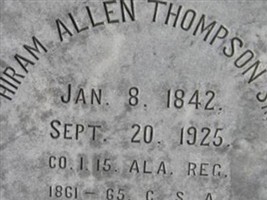 HIRAM ALLEN THOMPSON SR.
JAN. 8. 1842.
SEPT. 20. 1925.
CO. I. 15. ALA. REG.
1861-65. C. S. A.